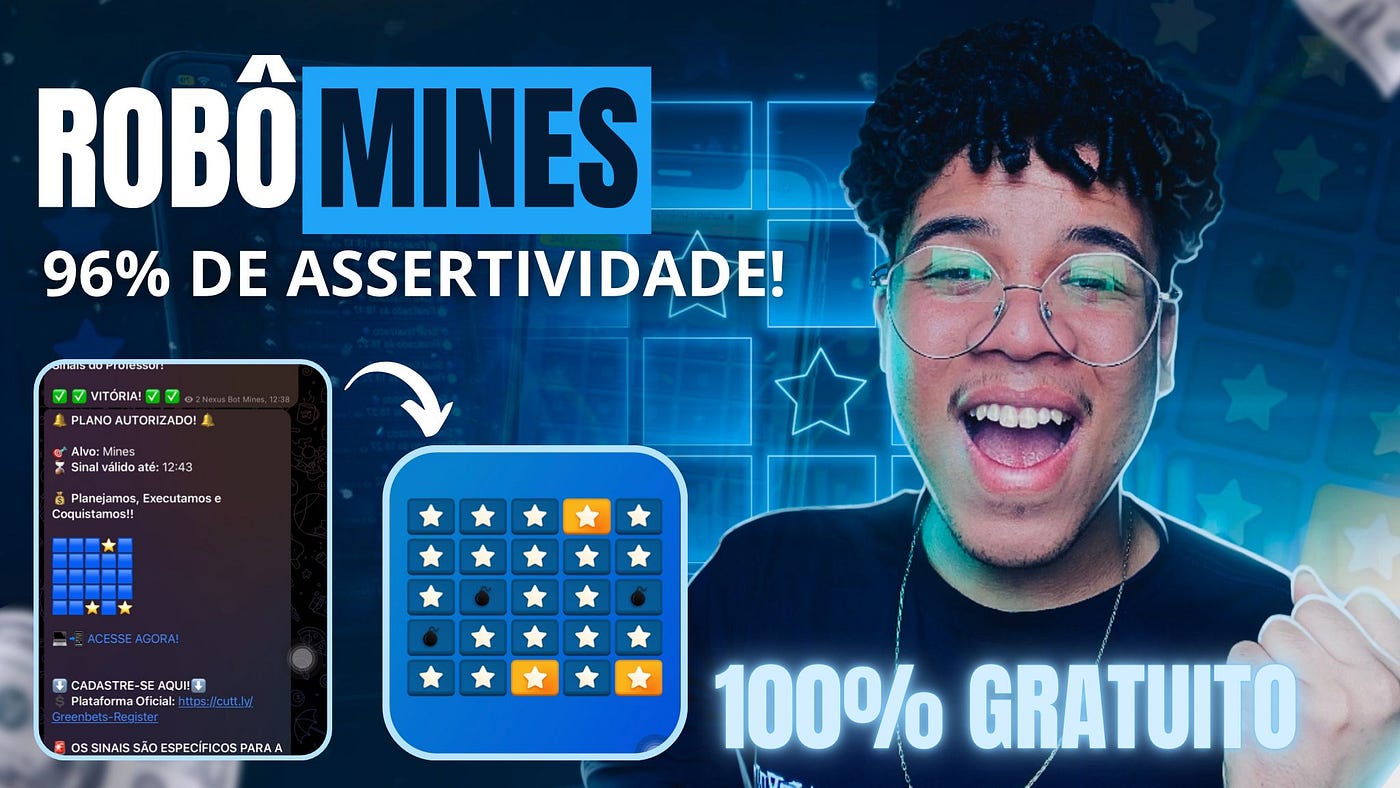 ROBÔ MINES
96% DE ASSERTIVIDADE!
Sinais do Professor!
✅ ✅ VITÓRIA! ✅ ✅ 2 Nexus Bot Mines, 12:38
🔔 PLANO AUTORIZADO! 🔔
🎯 Alvo: Mines
⏳ Sinal válido até: 12:43
💰 Planejamos, Executamos e
Coquistamos!!
💻📲 ACESSE AGORA!
⬇️ CADASTRE-SE AQUI!⬇️
💲 Plataforma Oficial: https://cutt.ly/
Greenbets-Register
🚨 OS SINAIS SÃO ESPECÍFICOS PARA A
100% GRATUITO